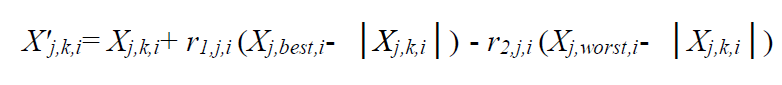 X'j,k,i= Xj,k,i+ r1,j,i (Xj,best,i- |Xj,k,i|) - r2,j,i (Xj,worst,i- |Xj,k,i|)